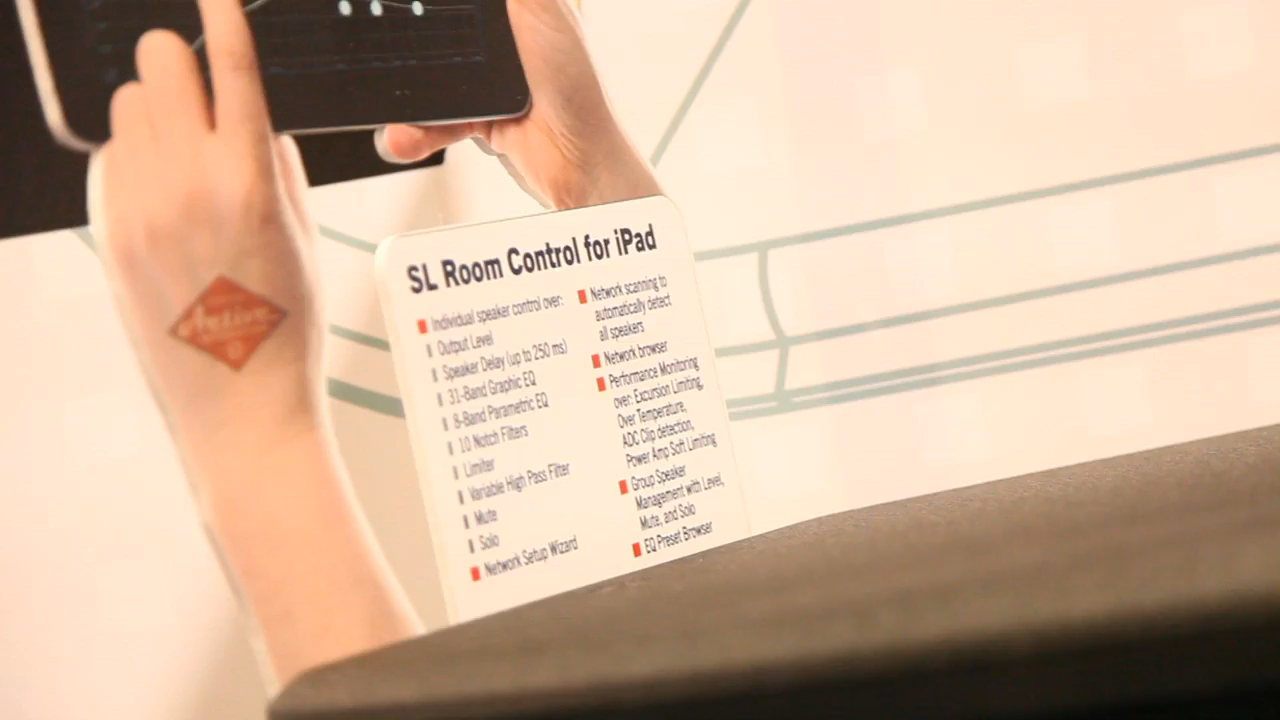 SL Room Control for iPad
Individual speaker control over:
Output Level
Speaker Delay (up to 250 ms)
31-Band Graphic EQ
8-Band Parametric EQ
10 Notch Filters
Limiter
Variable High Pass Filter
Mute
Solo
Network Setup Wizard
Network scanning to
automatically detect
all speakers
Network browser
Performance Monitoring
over: Excursion Limiting,
Over Temperature,
ADC Clip detection,
Power Amp Soft Limiting
Group Speaker
Management with Level,
Mute, and Solo
EQ Preset Browser
Active